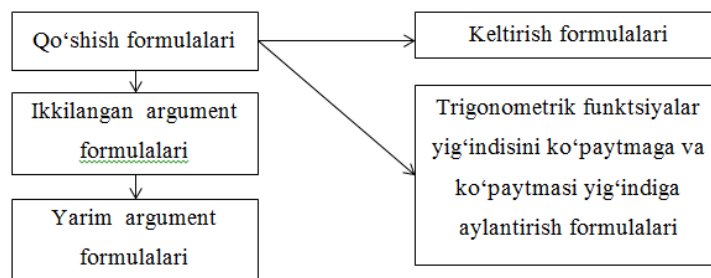 Qo‘shish formulalari
Keltirish formulalari
Ikkilangan argument
formulalari
Trigonometrik funktsiyalar
yig‘indisini ko‘paytmaga va
ko‘paytmasi yig‘indiga
aylantirish formulalari
Yarim argument
formulalari